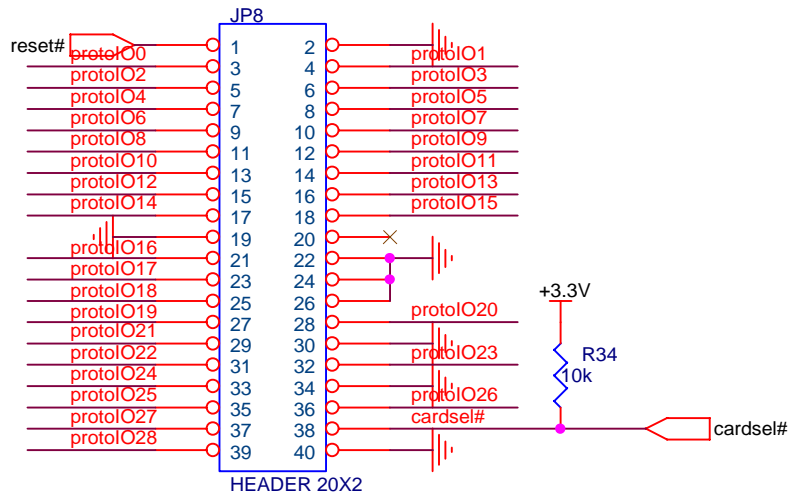 JP8
reset# 1 2
protoIO0 3 4 protoIO1
protoIO2 5 6 protoIO3
protoIO4 7 8 protoIO5
protoIO6 9 10 protoIO7
protoIO8 11 12 protoIO9
protoIO10 13 14 protoIO11
protoIO12 15 16 protoIO13
protoIO14 17 18 protoIO15
19 20
protoIO16 21 22
protoIO17 23 24
protoIO18 25 26
+3.3V
protoIO19 27 28 protoIO20
protoIO21 29 30
protoIO22 31 32 protoIO23
R34
10k
protoIO24 33 34
protoIO25 35 36 protoIO26
protoIO27 37 38 cardsel# cardsel#
protoIO28 39 40
HEADER 20X2